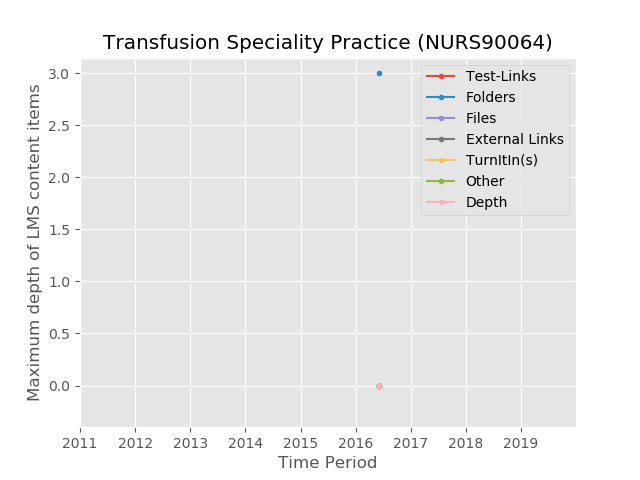 Transfusion Speciality Practice (NURS90064)
Maximum depth of LMS content items
3.0
2.5
2.0
1.5
1.0
0.5
0.0
Test-Links
Folders
Files
External Links
TurnItIn(s)
Other
Depth
2011 2012 2013 2014 2015 2016 2017 2018 2019
Time Period